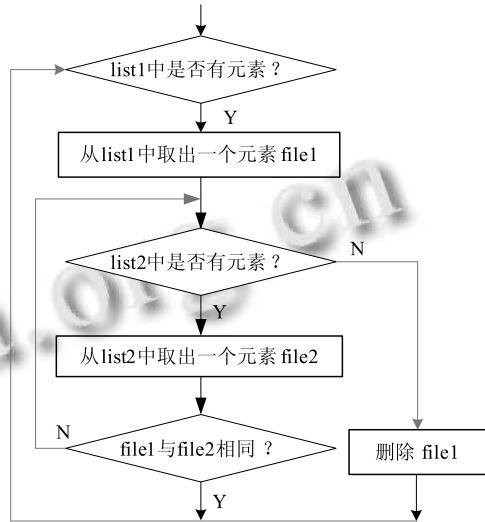 list1中是否有元素？
Y
从list1中取出一个元素 file1
list2中是否有元素？
N
Y
从list2中取出一个元素 file2
N
file1与file2相同？
删除 file1
Y